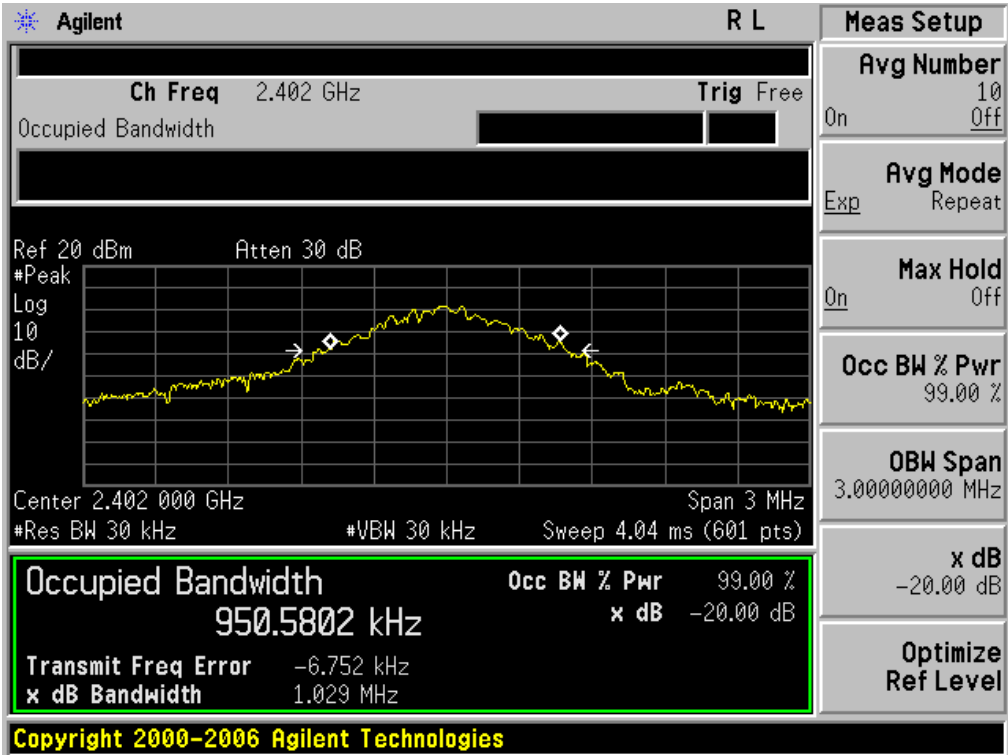 Agilent R L
Ch Freq 2.402 GHz Trig Free
Occupied Bandwidth
Ref 20 dBm Atten 30 dB
#Peak
Log
10
dB/
Center 2.402 000 GHz Span 3 MHz
#Res BW 30 kHz #VBW 30 kHz Sweep 4.04 ms (601 pts)
Occupied Bandwidth Occ BW % Pwr 99.00 %
950.5802 kHz x dB -20.00 dB
Transmit Freq Error -6.752 kHz
x dB Bandwidth 1.029 MHz
Copyright 2000-2006 Agilent Technologies
Meas Setup
Avg Number
10
On Off
Avg Mode
Exp Repeat
Max Hold
On Off
Occ BW % Pwr
99.00 %
OBW Span
3.00000000 MHz
x dB
-20.00 dB
Optimize
Ref Level